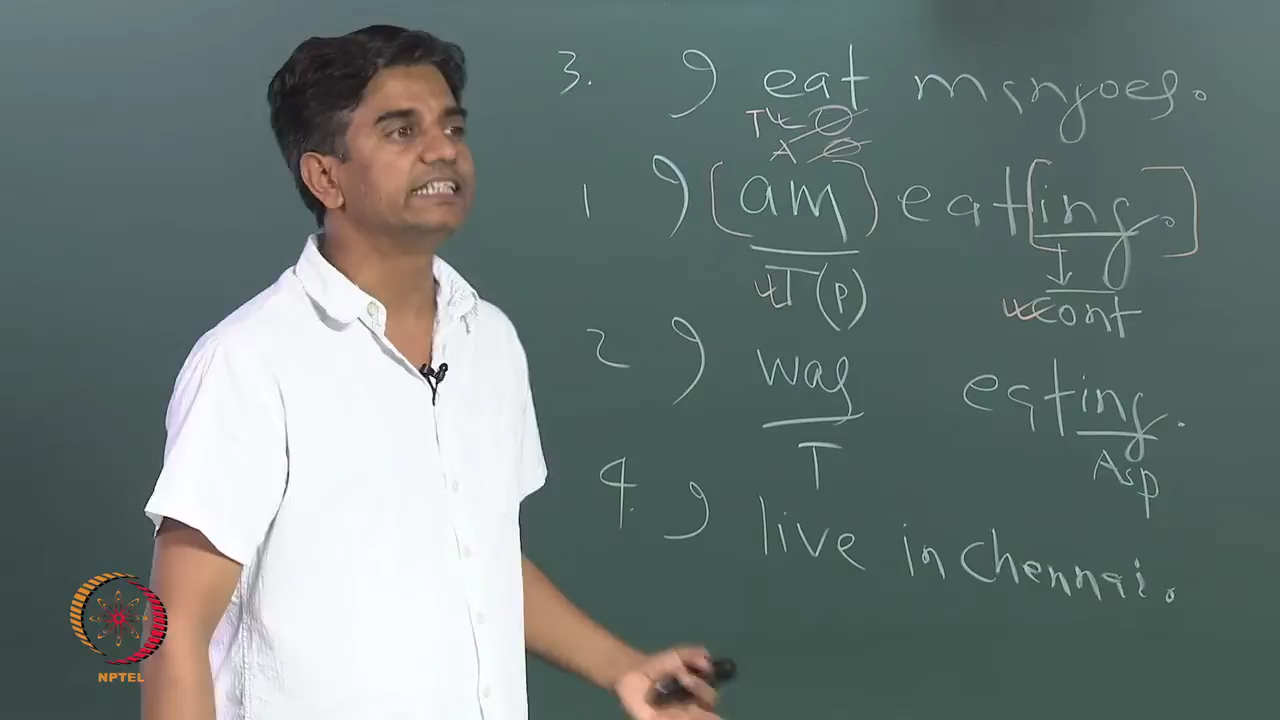 3. I eat mangoes.
T Ø
A Ø
1 I [am] eat[ing.]
T (P) Cont
2 I was eating.
T Asp
4. I live in Chennai.
NPTEL